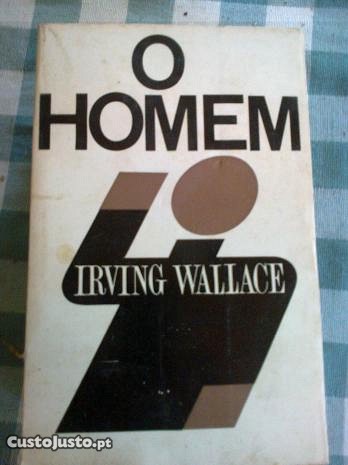 O
HOMEM
IRVING WALLACE
CustoJusto.pt